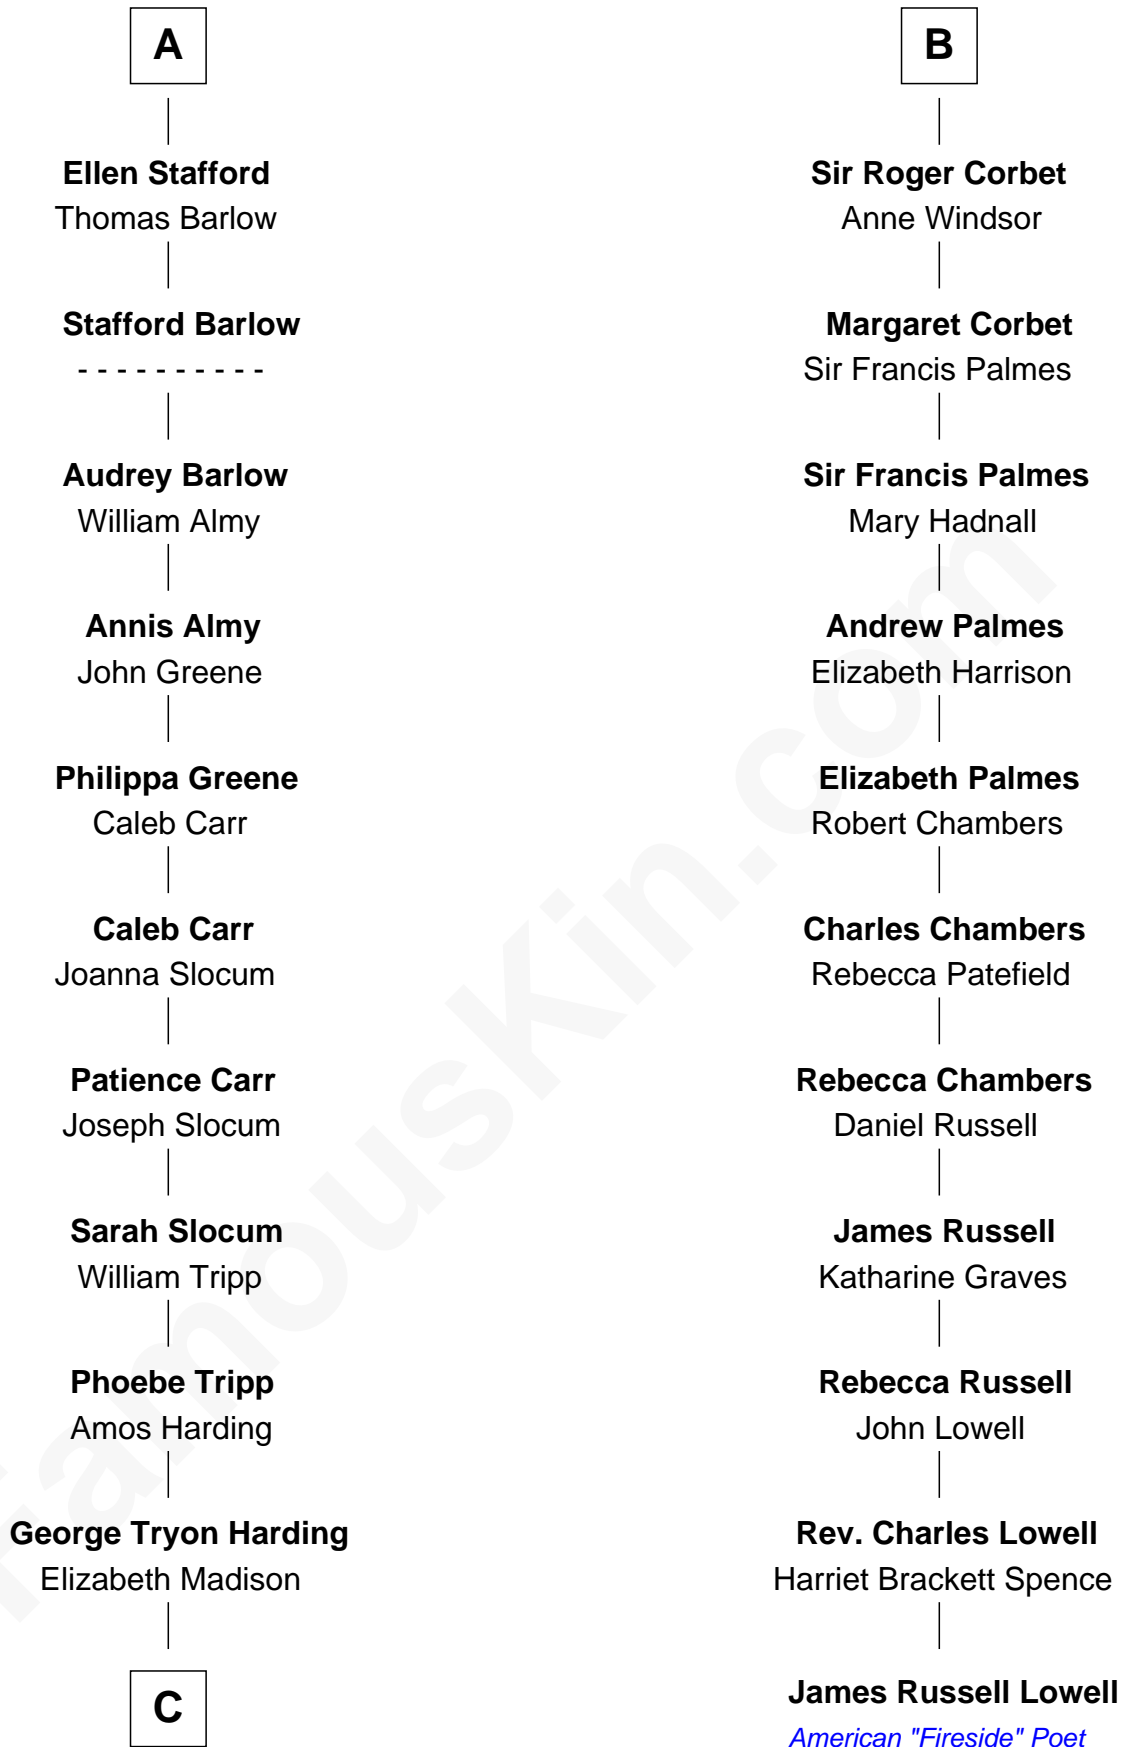 A
Ellen Stafford
Thomas Barlow
Stafford Barlow
- - - - - - - - - -
Audrey Barlow
William Almy
Annis Almy
John Greene
Philippa Greene
Caleb Carr
Caleb Carr
Joanna Slocum
Patience Carr
Joseph Slocum
Sarah Slocum
William Tripp
Phoebe Tripp
Amos Harding
George Tryon Harding
Elizabeth Madison
C
B
Sir Roger Corbet
Anne Windsor
Margaret Corbet
Sir Francis Palmes
Sir Francis Palmes
Mary Hadnall
Andrew Palmes
Elizabeth Harrison
Elizabeth Palmes
Robert Chambers
Charles Chambers
Rebecca Patefield
Rebecca Chambers
Daniel Russell
James Russell
Katharine Graves
Rebecca Russell
John Lowell
Rev. Charles Lowell
Harriet Brackett Spence
James Russell Lowell
American "Fireside" Poet
FamousKin.com